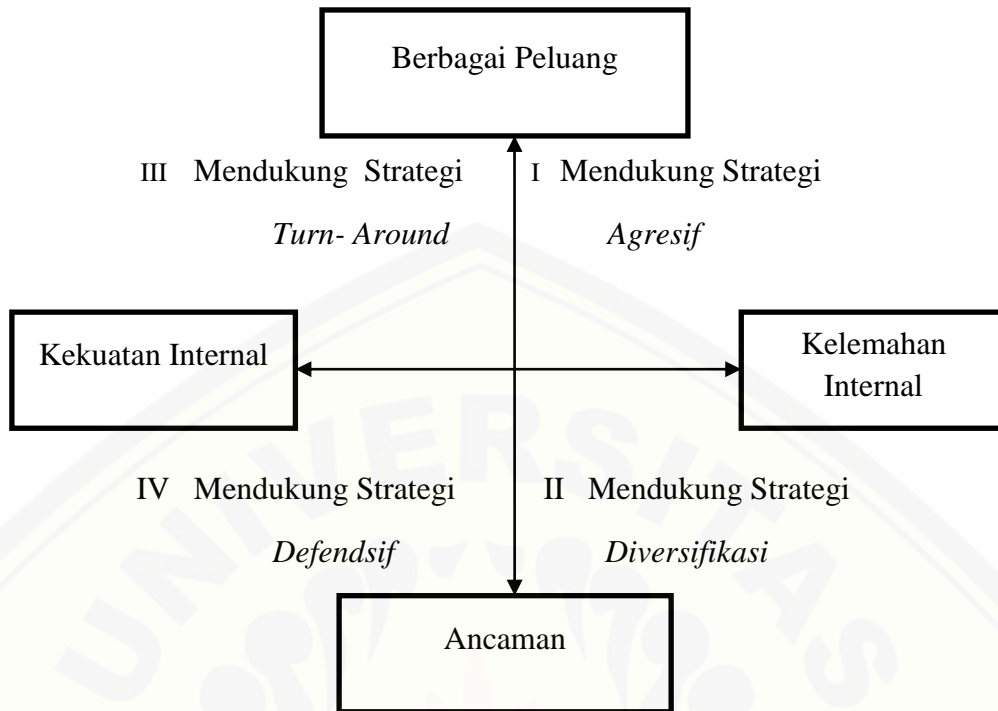 Berbagai Peluang
III Mendukung Strategi
Turn- Around
I Mendukung Strategi
Agresif
Kekuatan Internal
Kelemahan
Internal
IV Mendukung Strategi
Defendsif
II Mendukung Strategi
Diversifikasi
Ancaman
UNIVERSITAS